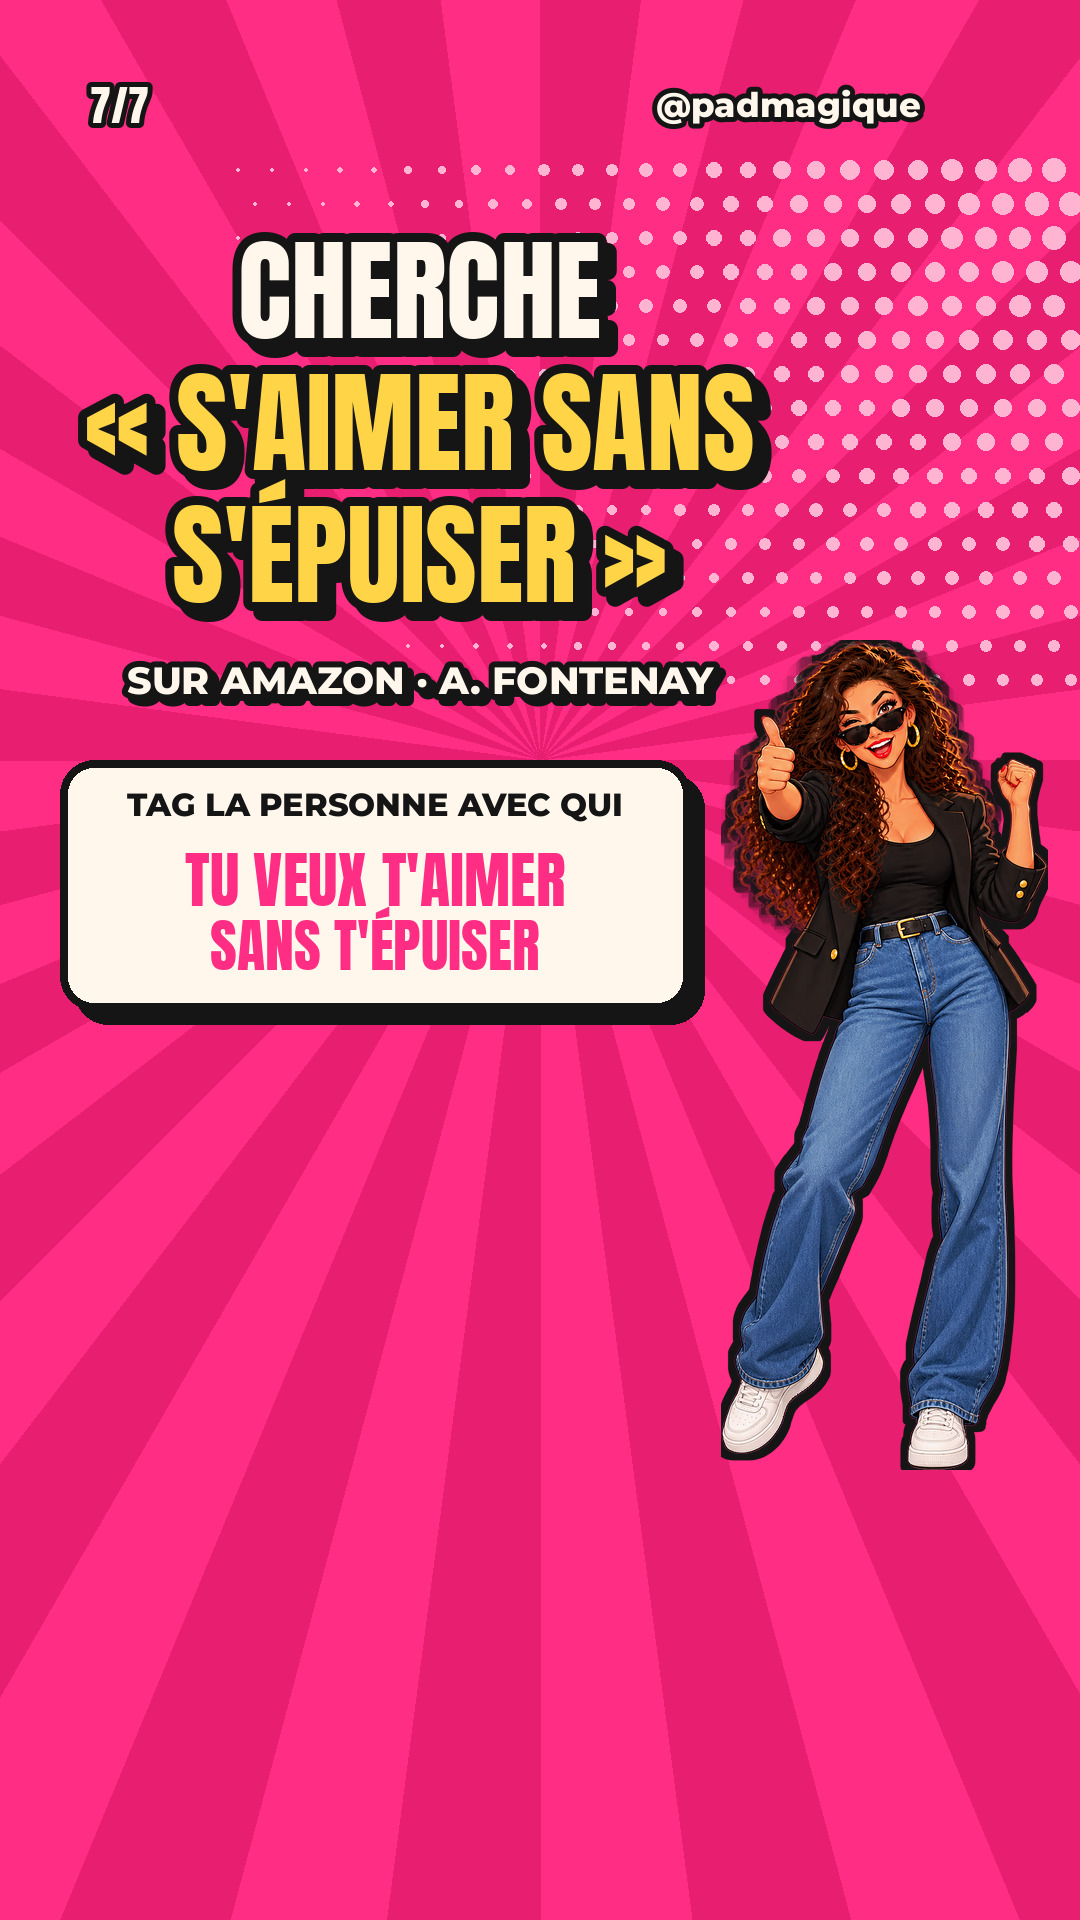 7/7
@padmagique
CHERCHE
« S'AIMER SANS
S'ÉPUISER »
SUR AMAZON · A. FONTENAY
TAG LA PERSONNE AVEC QUI
TU VEUX T'AIMER
SANS T'ÉPUISER